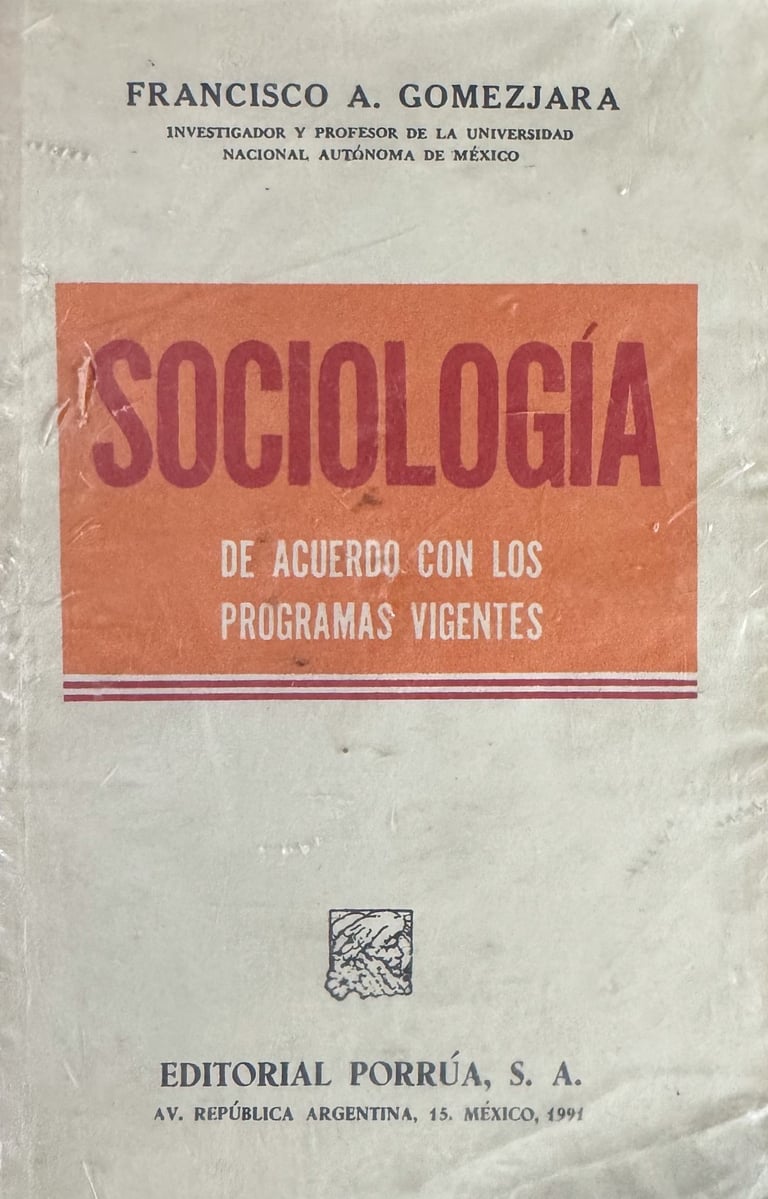 FRANCISCO A. GOMEZJARA
INVESTIGADOR Y PROFESOR DE LA UNIVERSIDAD
NACIONAL AUTÓNOMA DE MÉXICO
SOCIOLOGÍA
DE ACUERDO CON LOS
PROGRAMAS VIGENTES
EDITORIAL PORRÚA, S. A.
AV. REPÚBLICA ARGENTINA, 15. MÉXICO, 1991